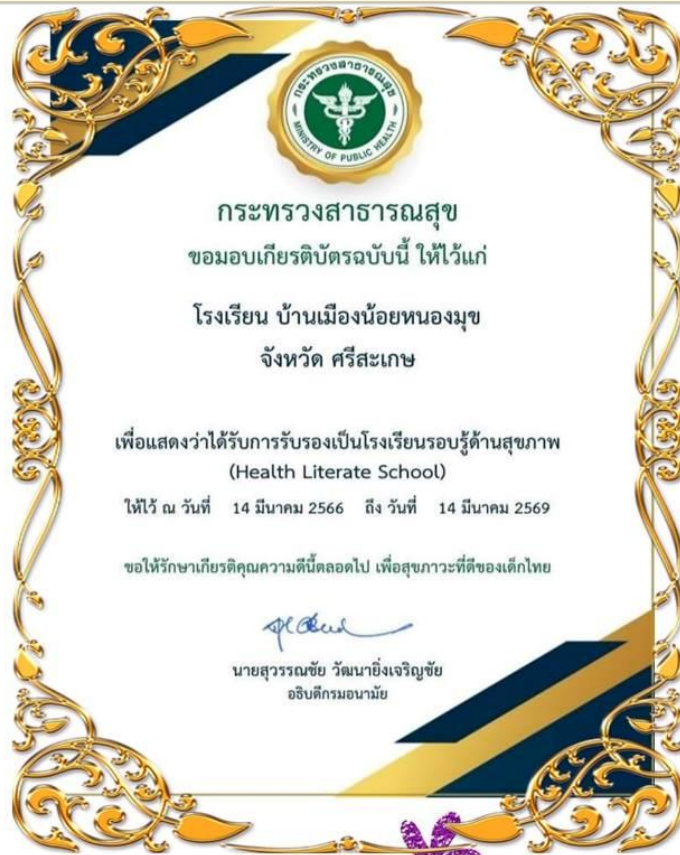 กระทรวงสาธารณสุข
MINISTRY OF PUBLIC HEALTH
กระทรวงสาธารณสุข
ขอมอบเกียรติบัตรฉบับนี้ ให้ไว้แก่
โรงเรียน บ้านเมืองน้อยหนองมุข
จังหวัด ศรีสะเกษ
เพื่อแสดงว่าได้รับการรับรองเป็นโรงเรียนรอบรู้ด้านสุขภาพ
(Health Literate School)
ให้ไว้ ณ วันที่ 14 มีนาคม 2566 ถึง วันที่ 14 มีนาคม 2569
ขอให้รักษาเกียรติคุณความดีนี้ตลอดไป เพื่อสุขภาวะที่ดีของเด็กไทย
นายสุวรรณชัย วัฒนายิ่งเจริญชัย
อธิบดีกรมอนามัย